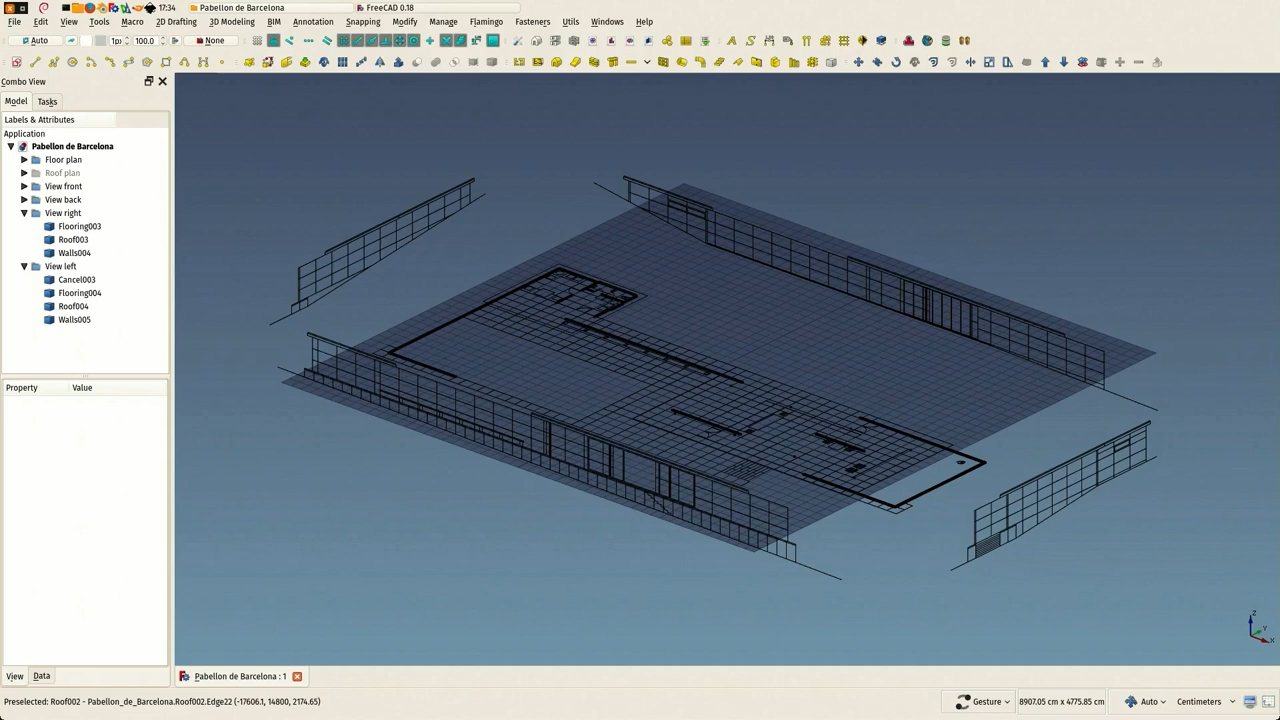 17:34
Pabellon de Barcelona
FreeCAD 0.18
File Edit View Tools Macro 2D Drafting 3D Modeling BIM Annotation Snapping Modify Manage Flamingo Fasteners Utils Windows Help
Auto 1px 100.0 None
Combo View
Model Tasks
Labels & Attributes
Application
Pabellon de Barcelona
Floor plan
Roof plan
View front
View back
View right
Flooring003
Roof003
Walls004
View left
Cancel003
Flooring004
Roof004
Walls005
Property Value
Z
Y
X
View Data
Pabellon de Barcelona : 1
Preselected: Roof002 - Pabellon_de_Barcelona.Roof002.Edge22 (-17606.1, 14800, 2174.65)
Gesture 8907.05 cm x 4775.85 cm Auto Centimeters